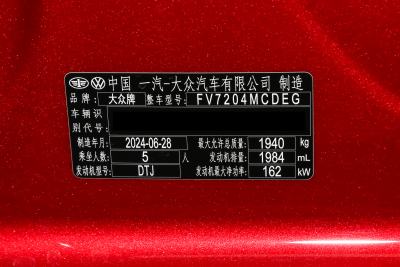 中国 一汽-大众汽车有限公司 制造
品牌 大众牌 整车型号 FV7204MCDEG
车辆识
别代号
制造年月 2024-06-28 最大允许总质量 1940 kg
乘坐人数 5 人 发动机排量 1984 mL
发动机型号 DTJ 发动机最大净功率 162 kW